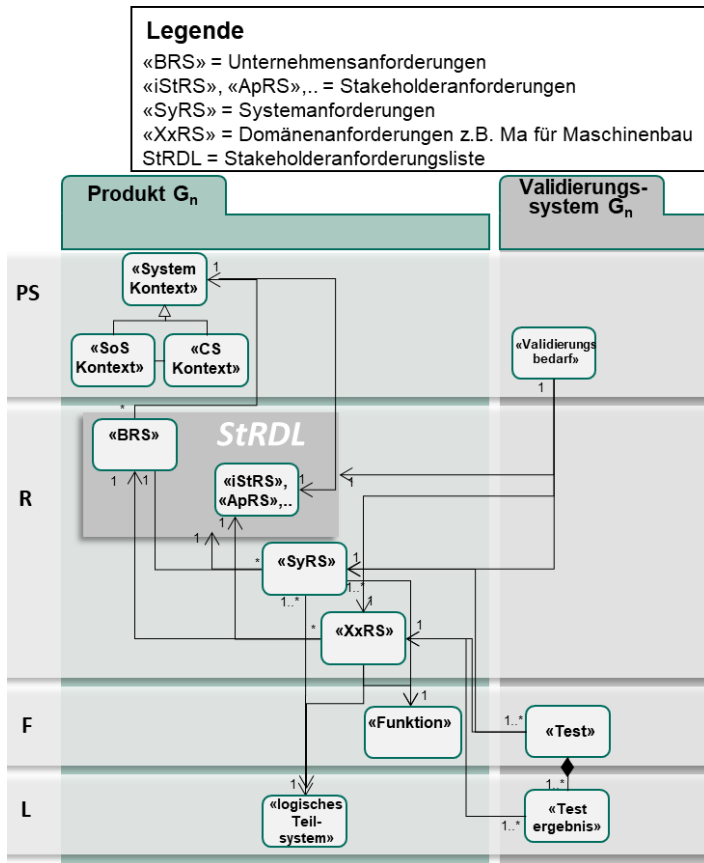 Legende
«BRS» = Unternehmensanforderungen
«iStRS», «ApRS»,.. = Stakeholderanforderungen
«SyRS» = Systemanforderungen
«XxRS» = Domänenanforderungen z.B. Ma für Maschinenbau
StRDL = Stakeholderanforderungsliste
Produkt Gn
Validierungs-
system Gn
PS
«System
Kontext»
1
«SoS
Kontext»
«CS
Kontext»
«Validierungs
bedarf»
1
*
R
«BRS»
StRDL
«iStRS»,
«ApRS»,..
1
1
1
1
1
1
*
«SyRS»
1
1..*
1..*
1
*
«XxRS»
1
F
«Funktion»
1
1..*
«Test»
L
1
«logisches
Teil-
system»
1..*
1..*
«Test
ergebnis»